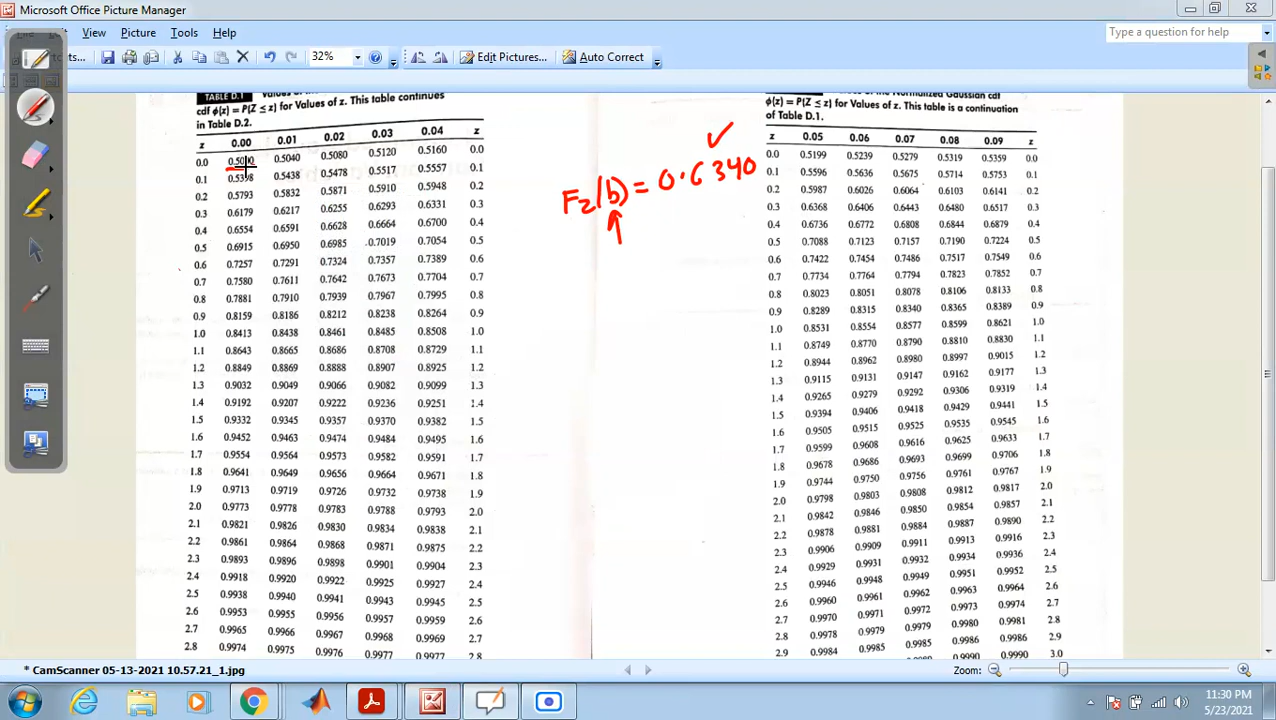 Microsoft Office Picture Manager
File Edit View Picture Tools Help
Type a question for help
Shortcuts... 32% Edit Pictures... Auto Correct
TABLE D.1 Values of the
cdf ϕ(z) = P(Z ≤ z) for Values of z. This table continues
in Table D.2.
z 0.00 0.01 0.02 0.03 0.04 z
0.0 0.5000 0.5040 0.5080 0.5120 0.5160 0.0
0.1 0.5398 0.5438 0.5478 0.5517 0.5557 0.1
0.2 0.5793 0.5832 0.5871 0.5910 0.5948 0.2
0.3 0.6179 0.6217 0.6255 0.6293 0.6331 0.3
0.4 0.6554 0.6591 0.6628 0.6664 0.6700 0.4
0.5 0.6915 0.6950 0.6985 0.7019 0.7054 0.5
0.6 0.7257 0.7291 0.7324 0.7357 0.7389 0.6
0.7 0.7580 0.7611 0.7642 0.7673 0.7704 0.7
0.8 0.7881 0.7910 0.7939 0.7967 0.7995 0.8
0.9 0.8159 0.8186 0.8212 0.8238 0.8264 0.9
1.0 0.8413 0.8438 0.8461 0.8485 0.8508 1.0
1.1 0.8643 0.8665 0.8686 0.8708 0.8729 1.1
1.2 0.8849 0.8869 0.8888 0.8907 0.8925 1.2
1.3 0.9032 0.9049 0.9066 0.9082 0.9099 1.3
1.4 0.9192 0.9207 0.9222 0.9236 0.9251 1.4
1.5 0.9332 0.9345 0.9357 0.9370 0.9382 1.5
1.6 0.9452 0.9463 0.9474 0.9484 0.9495 1.6
1.7 0.9554 0.9564 0.9573 0.9582 0.9591 1.7
1.8 0.9641 0.9649 0.9656 0.9664 0.9671 1.8
1.9 0.9713 0.9719 0.9726 0.9732 0.9738 1.9
2.0 0.9773 0.9778 0.9783 0.9788 0.9793 2.0
2.1 0.9821 0.9826 0.9830 0.9834 0.9838 2.1
2.2 0.9861 0.9864 0.9868 0.9871 0.9875 2.2
2.3 0.9893 0.9896 0.9898 0.9901 0.9904 2.3
2.4 0.9918 0.9920 0.9922 0.9925 0.9927 2.4
2.5 0.9938 0.9940 0.9941 0.9943 0.9945 2.5
2.6 0.9953 0.9955 0.9956 0.9957 0.9959 2.6
2.7 0.9965 0.9966 0.9967 0.9968 0.9969 2.7
2.8 0.9974 0.9975 0.9976 0.9977 0.9977 2.8
Fz(b) = 0.6340
of the Normalized Gaussian cdf
ϕ(z) = P(Z ≤ z) for Values of z. This table is a continuation
of Table D.1.
z 0.05 0.06 0.07 0.08 0.09 z
0.0 0.5199 0.5239 0.5279 0.5319 0.5359 0.0
0.1 0.5596 0.5636 0.5675 0.5714 0.5753 0.1
0.2 0.5987 0.6026 0.6064 0.6103 0.6141 0.2
0.3 0.6368 0.6406 0.6443 0.6480 0.6517 0.3
0.4 0.6736 0.6772 0.6808 0.6844 0.6879 0.4
0.5 0.7088 0.7123 0.7157 0.7190 0.7224 0.5
0.6 0.7422 0.7454 0.7486 0.7517 0.7549 0.6
0.7 0.7734 0.7764 0.7794 0.7823 0.7852 0.7
0.8 0.8023 0.8051 0.8078 0.8106 0.8133 0.8
0.9 0.8289 0.8315 0.8340 0.8365 0.8389 0.9
1.0 0.8531 0.8554 0.8577 0.8599 0.8621 1.0
1.1 0.8749 0.8770 0.8790 0.8810 0.8830 1.1
1.2 0.8944 0.8962 0.8980 0.8997 0.9015 1.2
1.3 0.9115 0.9131 0.9147 0.9162 0.9177 1.3
1.4 0.9265 0.9279 0.9292 0.9306 0.9319 1.4
1.5 0.9394 0.9406 0.9418 0.9429 0.9441 1.5
1.6 0.9505 0.9515 0.9525 0.9535 0.9545 1.6
1.7 0.9599 0.9608 0.9616 0.9625 0.9633 1.7
1.8 0.9678 0.9686 0.9693 0.9699 0.9706 1.8
1.9 0.9744 0.9750 0.9756 0.9761 0.9767 1.9
2.0 0.9798 0.9803 0.9808 0.9812 0.9817 2.0
2.1 0.9842 0.9846 0.9850 0.9854 0.9857 2.1
2.2 0.9878 0.9881 0.9884 0.9887 0.9890 2.2
2.3 0.9906 0.9909 0.9911 0.9913 0.9916 2.3
2.4 0.9929 0.9931 0.9932 0.9934 0.9936 2.4
2.5 0.9946 0.9948 0.9949 0.9951 0.9952 2.5
2.6 0.9960 0.9961 0.9962 0.9963 0.9964 2.6
2.7 0.9970 0.9971 0.9972 0.9973 0.9974 2.7
2.8 0.9978 0.9979 0.9979 0.9980 0.9981 2.8
2.9 0.9984 0.9985 0.9985 0.9986 0.9986 2.9
0.9990 0.9990 3.0
* CamScanner 05-13-2021 10.57.21_1.jpg
Zoom:
11:30 PM
5/23/2021